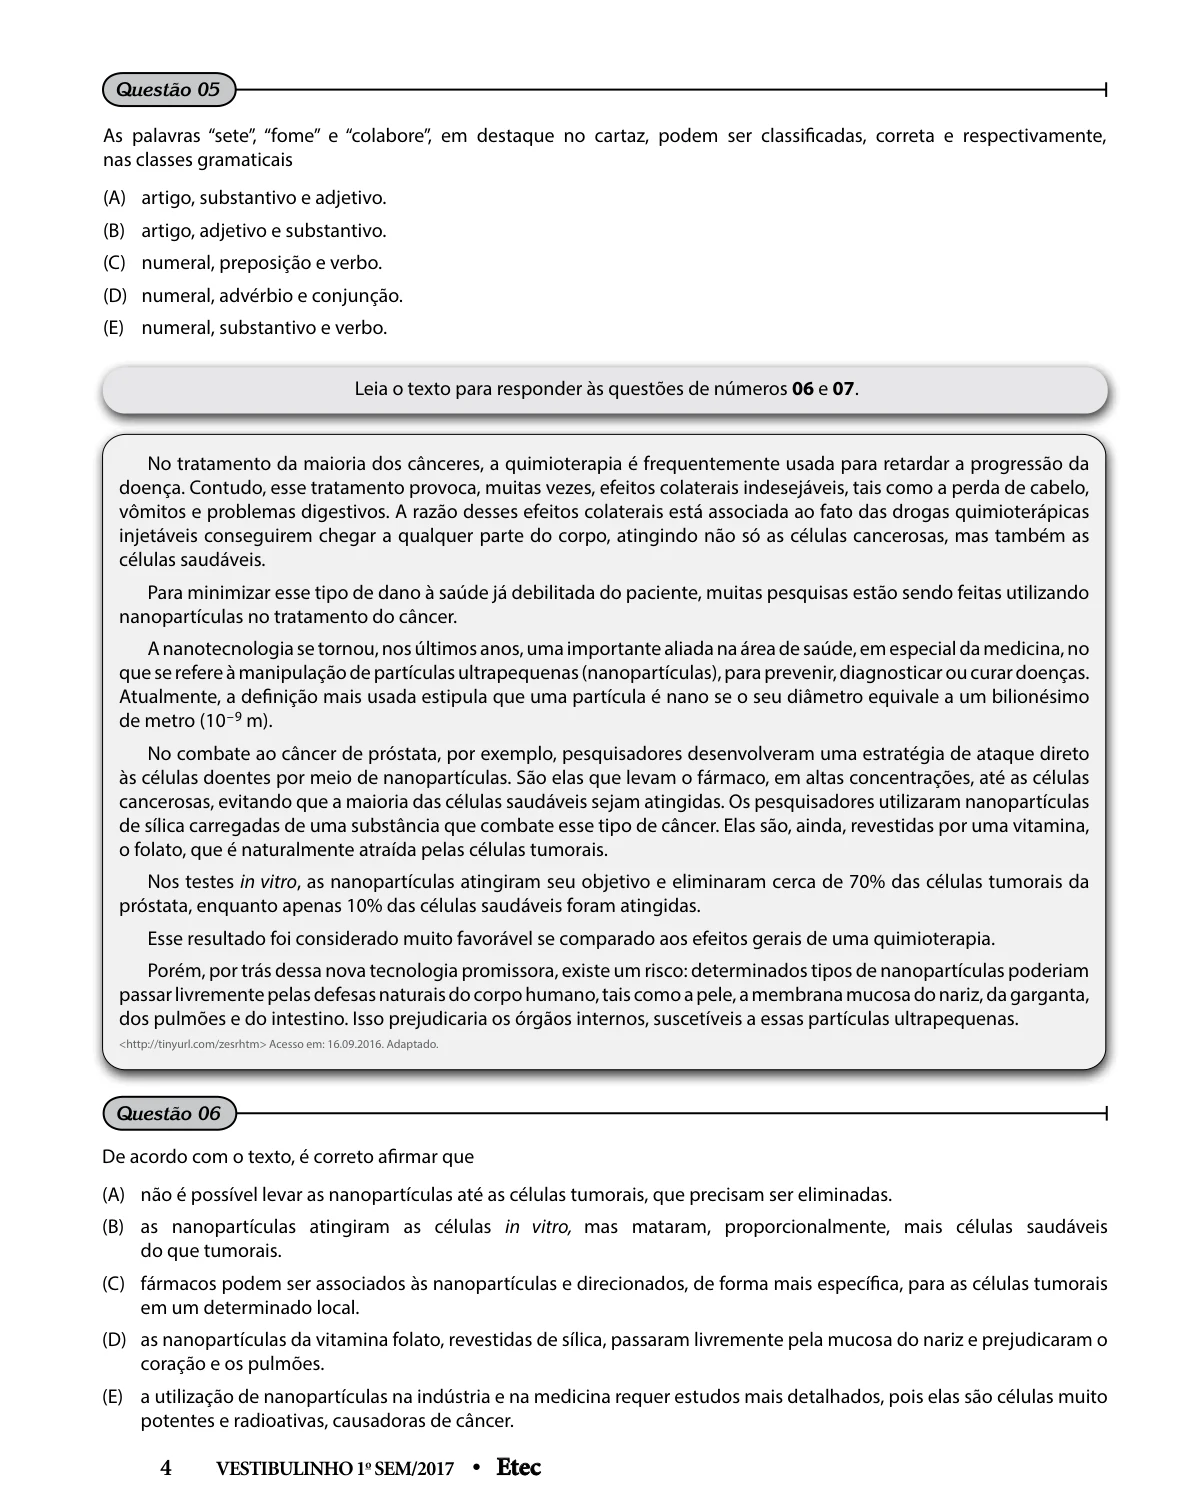 Questão 05
As palavras “sete”, “fome” e “colabore”, em destaque no cartaz, podem ser classificadas, correta e respectivamente,
nas classes gramaticais
(A) artigo, substantivo e adjetivo.
(B) artigo, adjetivo e substantivo.
(C) numeral, preposição e verbo.
(D) numeral, advérbio e conjunção.
(E) numeral, substantivo e verbo.
Leia o texto para responder às questões de números 06 e 07.
No tratamento da maioria dos cânceres, a quimioterapia é frequentemente usada para retardar a progressão da
doença. Contudo, esse tratamento provoca, muitas vezes, efeitos colaterais indesejáveis, tais como a perda de cabelo,
vômitos e problemas digestivos. A razão desses efeitos colaterais está associada ao fato das drogas quimioterápicas
injetáveis conseguirem chegar a qualquer parte do corpo, atingindo não só as células cancerosas, mas também as
células saudáveis.
Para minimizar esse tipo de dano à saúde já debilitada do paciente, muitas pesquisas estão sendo feitas utilizando
nanopartículas no tratamento do câncer.
A nanotecnologia se tornou, nos últimos anos, uma importante aliada na área de saúde, em especial da medicina, no
que se refere à manipulação de partículas ultrapequenas (nanopartículas), para prevenir, diagnosticar ou curar doenças.
Atualmente, a definição mais usada estipula que uma partícula é nano se o seu diâmetro equivale a um bilionésimo
de metro (10⁻⁹ m).
No combate ao câncer de próstata, por exemplo, pesquisadores desenvolveram uma estratégia de ataque direto
às células doentes por meio de nanopartículas. São elas que levam o fármaco, em altas concentrações, até as células
cancerosas, evitando que a maioria das células saudáveis sejam atingidas. Os pesquisadores utilizaram nanopartículas
de sílica carregadas de uma substância que combate esse tipo de câncer. Elas são, ainda, revestidas por uma vitamina,
o folato, que é naturalmente atraída pelas células tumorais.
Nos testes in vitro, as nanopartículas atingiram seu objetivo e eliminaram cerca de 70% das células tumorais da
próstata, enquanto apenas 10% das células saudáveis foram atingidas.
Esse resultado foi considerado muito favorável se comparado aos efeitos gerais de uma quimioterapia.
Porém, por trás dessa nova tecnologia promissora, existe um risco: determinados tipos de nanopartículas poderiam
passar livremente pelas defesas naturais do corpo humano, tais como a pele, a membrana mucosa do nariz, da garganta,
dos pulmões e do intestino. Isso prejudicaria os órgãos internos, suscetíveis a essas partículas ultrapequenas.
<http://tinyurl.com/zesrhtm> Acesso em: 16.09.2016. Adaptado.
Questão 06
De acordo com o texto, é correto afirmar que
(A) não é possível levar as nanopartículas até as células tumorais, que precisam ser eliminadas.
(B) as nanopartículas atingiram as células in vitro, mas mataram, proporcionalmente, mais células saudáveis
do que tumorais.
(C) fármacos podem ser associados às nanopartículas e direcionados, de forma mais específica, para as células tumorais
em um determinado local.
(D) as nanopartículas da vitamina folato, revestidas de sílica, passaram livremente pela mucosa do nariz e prejudicaram o
coração e os pulmões.
(E) a utilização de nanopartículas na indústria e na medicina requer estudos mais detalhados, pois elas são células muito
potentes e radioativas, causadoras de câncer.
4 VESTIBULINHO 1º SEM/2017 • Etec